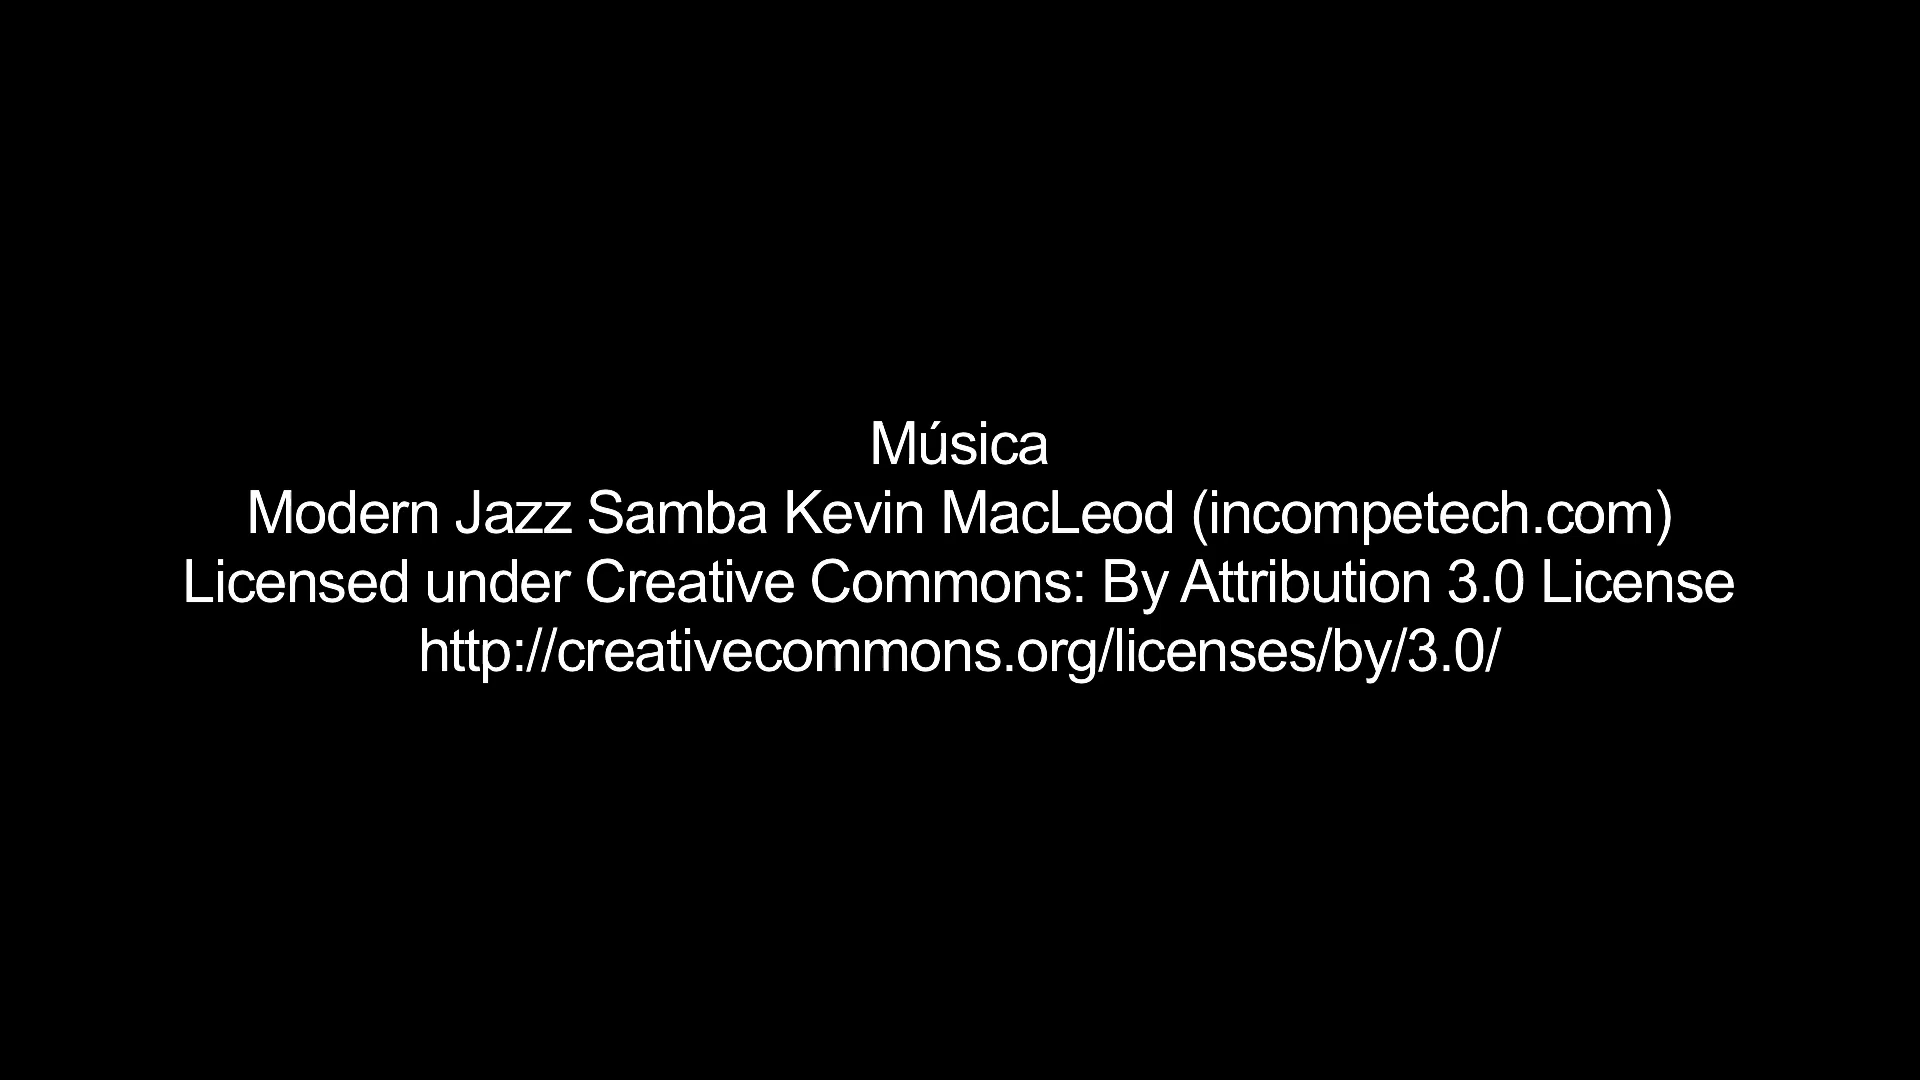 Música
Modern Jazz Samba Kevin MacLeod (incompetech.com)
Licensed under Creative Commons: By Attribution 3.0 License
http://creativecommons.org/licenses/by/3.0/